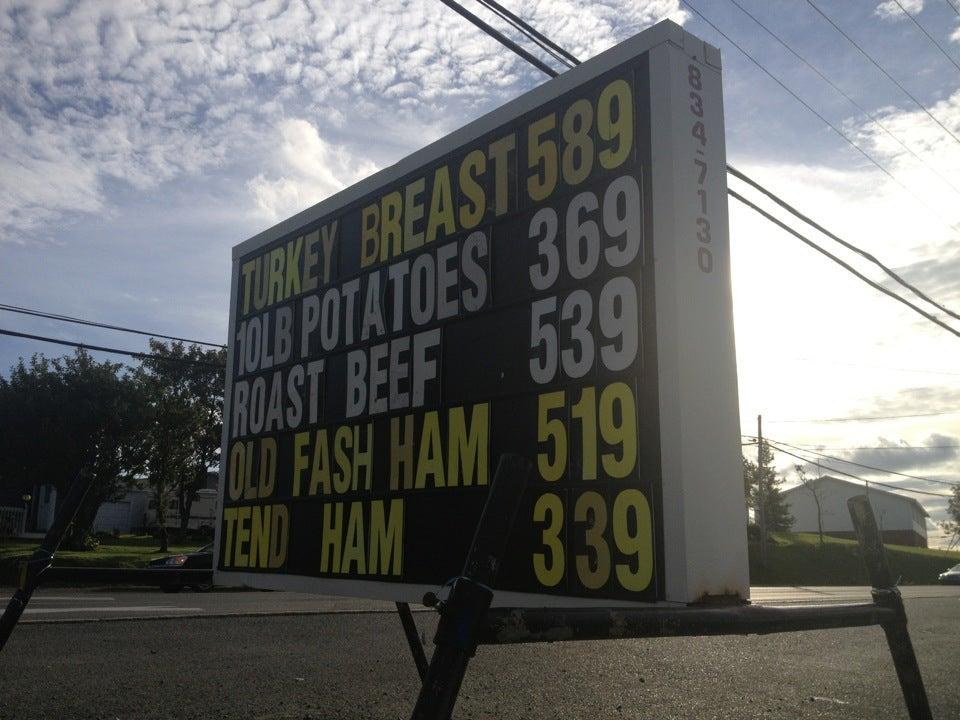 TURKEY BREAST 589
10LB POTATOES 369
ROAST BEEF 539
OLD FASH HAM 519
TEND HAM 339
834-7130